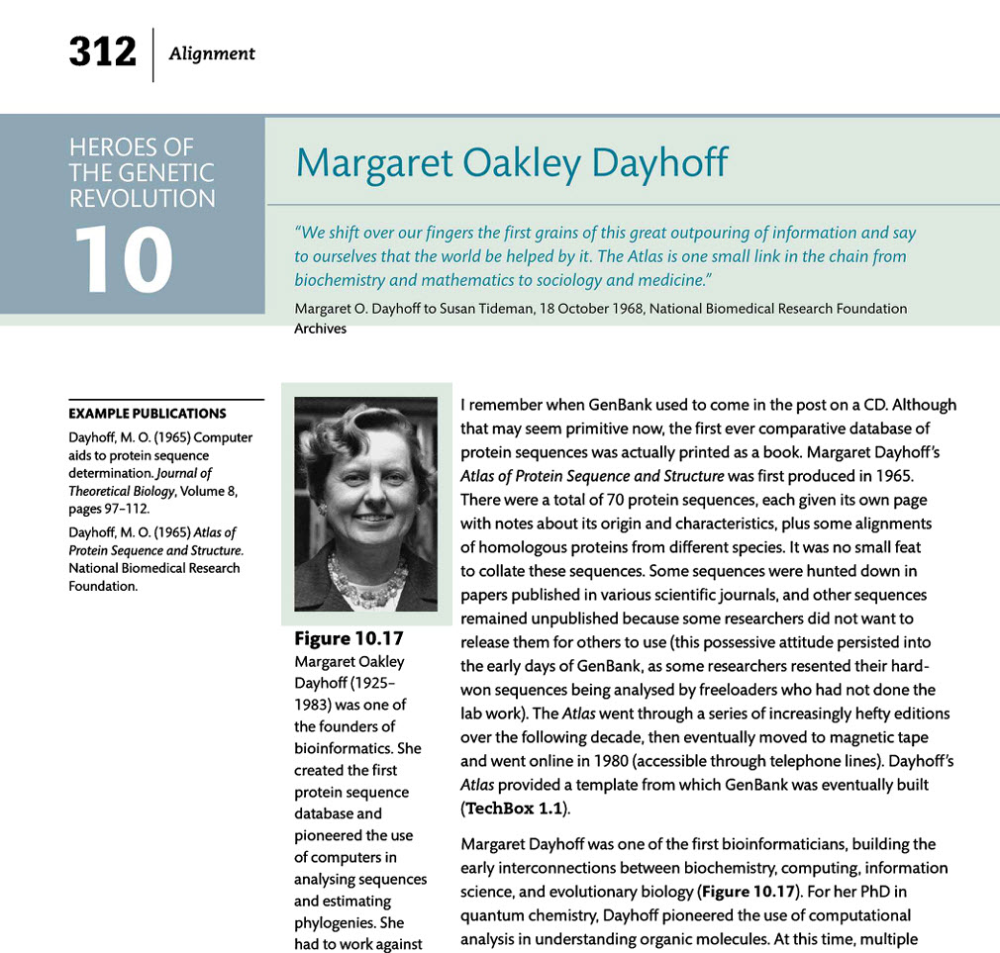 312
Alignment
HEROES OF
THE GENETIC
REVOLUTION
10
Margaret Oakley Dayhoff
“We shift over our fingers the first grains of this great outpouring of information and say
to ourselves that the world be helped by it. The Atlas is one small link in the chain from
biochemistry and mathematics to sociology and medicine.”
Margaret O. Dayhoff to Susan Tideman, 18 October 1968, National Biomedical Research Foundation
Archives
EXAMPLE PUBLICATIONS
Dayhoff, M. O. (1965) Computer
aids to protein sequence
determination. Journal of
Theoretical Biology, Volume 8,
pages 97–112.
Dayhoff, M. O. (1965) Atlas of
Protein Sequence and Structure.
National Biomedical Research
Foundation.
Figure 10.17
Margaret Oakley
Dayhoff (1925–
1983) was one of
the founders of
bioinformatics. She
created the first
protein sequence
database and
pioneered the use
of computers in
analysing sequences
and estimating
phylogenies. She
had to work against
I remember when GenBank used to come in the post on a CD. Although
that may seem primitive now, the first ever comparative database of
protein sequences was actually printed as a book. Margaret Dayhoff’s
Atlas of Protein Sequence and Structure was first produced in 1965.
There were a total of 70 protein sequences, each given its own page
with notes about its origin and characteristics, plus some alignments
of homologous proteins from different species. It was no small feat
to collate these sequences. Some sequences were hunted down in
papers published in various scientific journals, and other sequences
remained unpublished because some researchers did not want to
release them for others to use (this possessive attitude persisted into
the early days of GenBank, as some researchers resented their hard-
won sequences being analysed by freeloaders who had not done the
lab work). The Atlas went through a series of increasingly hefty editions
over the following decade, then eventually moved to magnetic tape
and went online in 1980 (accessible through telephone lines). Dayhoff’s
Atlas provided a template from which GenBank was eventually built
(TechBox 1.1).
Margaret Dayhoff was one of the first bioinformaticians, building the
early interconnections between biochemistry, computing, information
science, and evolutionary biology (Figure 10.17). For her PhD in
quantum chemistry, Dayhoff pioneered the use of computational
analysis in understanding organic molecules. At this time, multiple